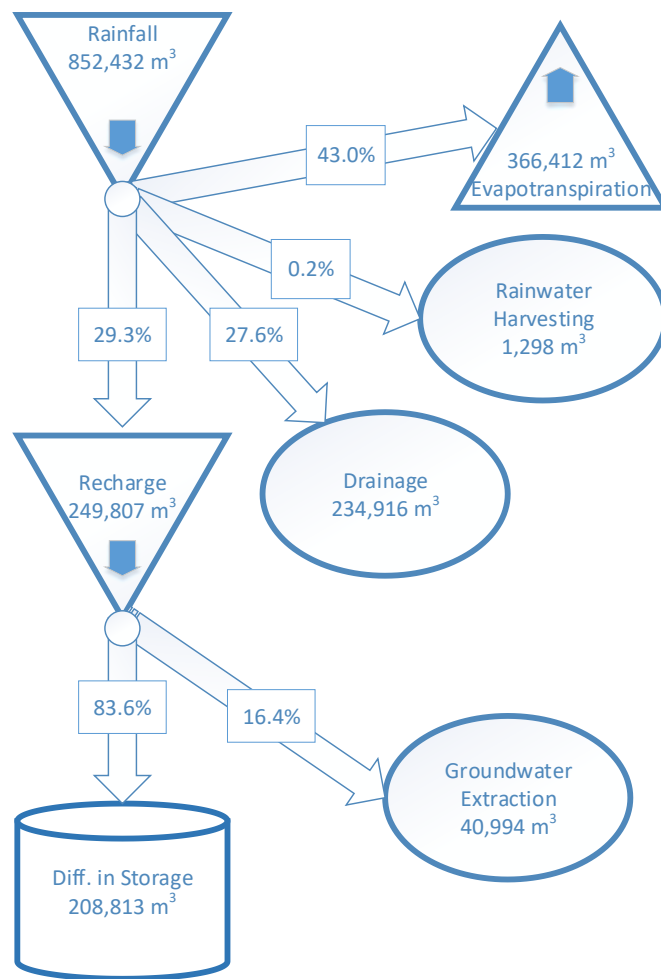 Rainfall
852,432 m³
43.0%
366,412 m³
Evapotranspiration
0.2%
Rainwater
Harvesting
1,298 m³
29.3%
27.6%
Recharge
249,807 m³
Drainage
234,916 m³
83.6%
16.4%
Groundwater
Extraction
40,994 m³
Diff. in Storage
208,813 m³